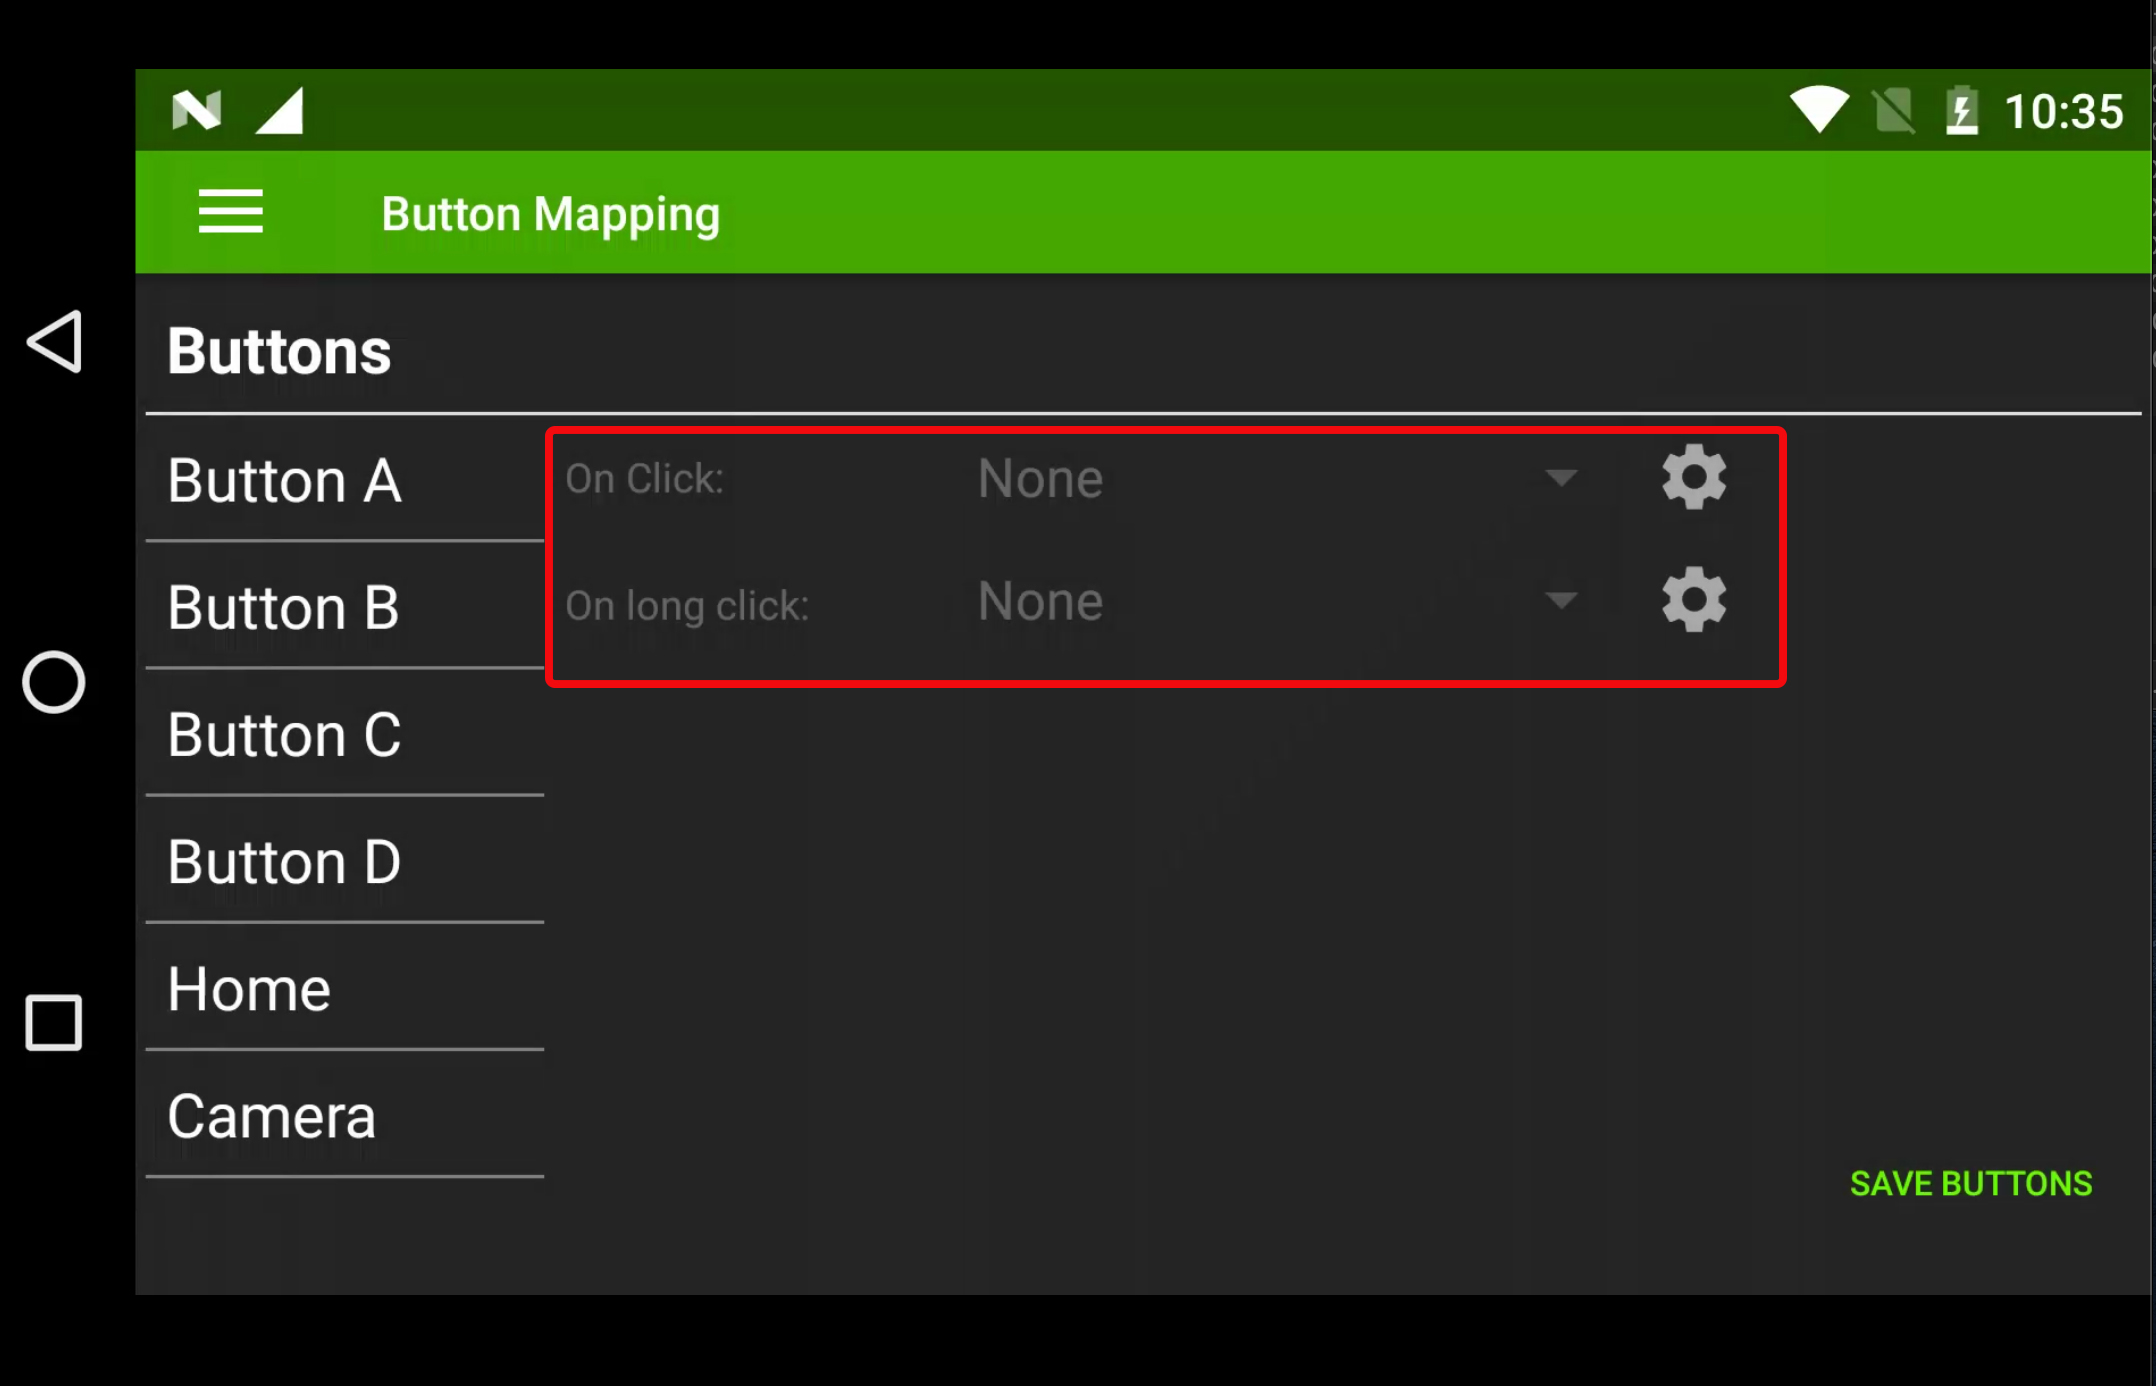 10:35
Button Mapping
Buttons
Button A
On Click:
None
Button B
On long click:
None
Button C
Button D
Home
Camera
SAVE BUTTONS